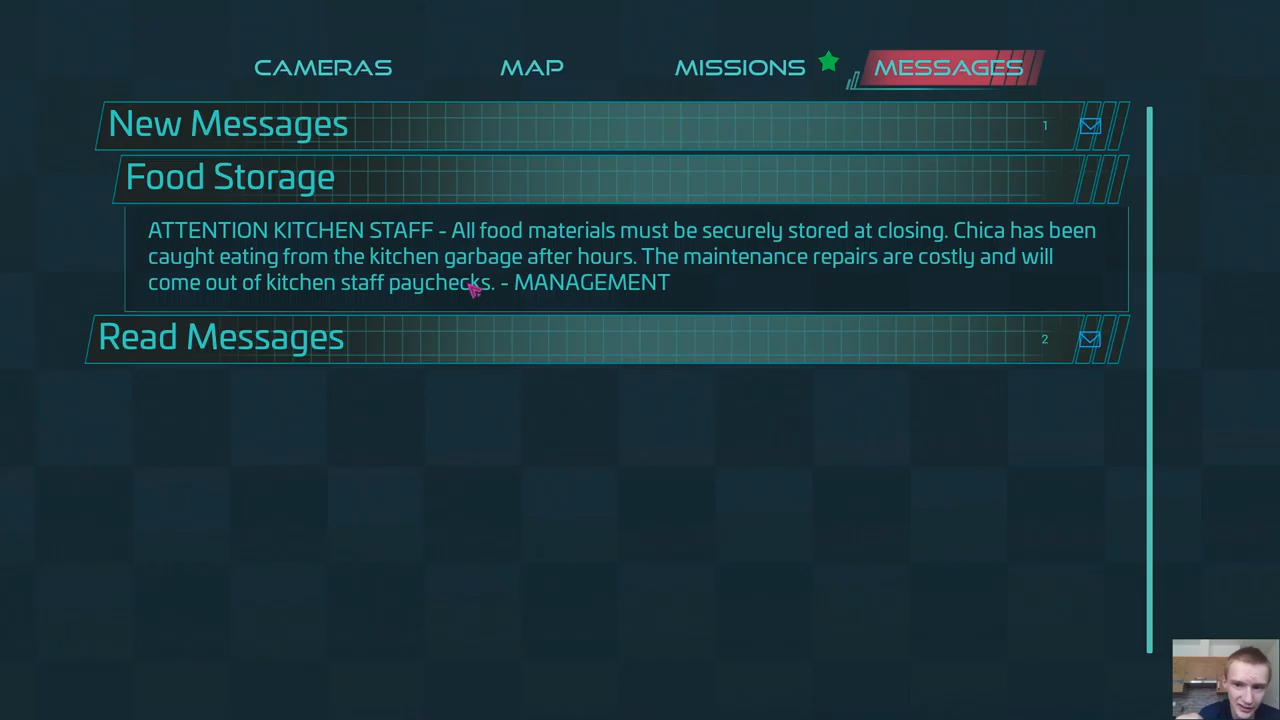 CAMERAS MAP MISSIONS MESSAGES
New Messages 1
Food Storage
ATTENTION KITCHEN STAFF - All food materials must be securely stored at closing. Chica has been
caught eating from the kitchen garbage after hours. The maintenance repairs are costly and will
come out of kitchen staff paychecks. - MANAGEMENT
Read Messages 2